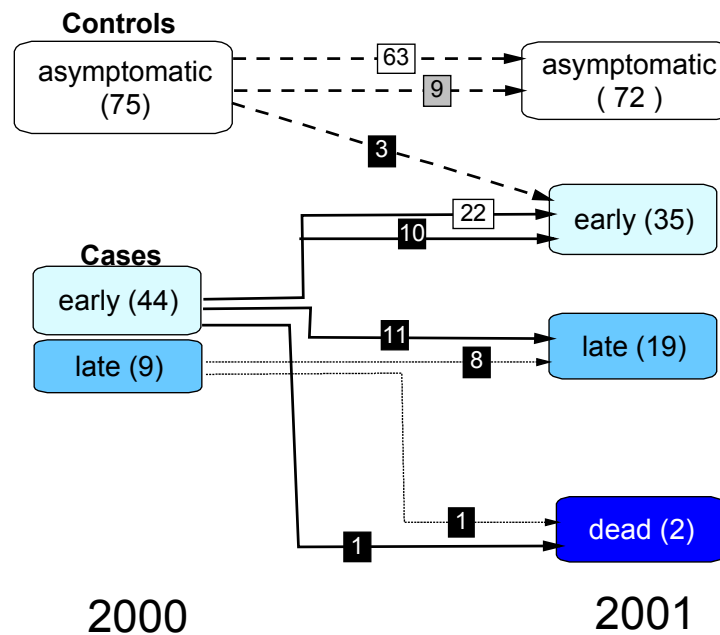 Controls
asymptomatic
(75)
63
9
3
asymptomatic
( 72 )
22
10
early (35)
Cases
early (44)
late (9)
11
8
late (19)
1
1
dead (2)
2000
2001